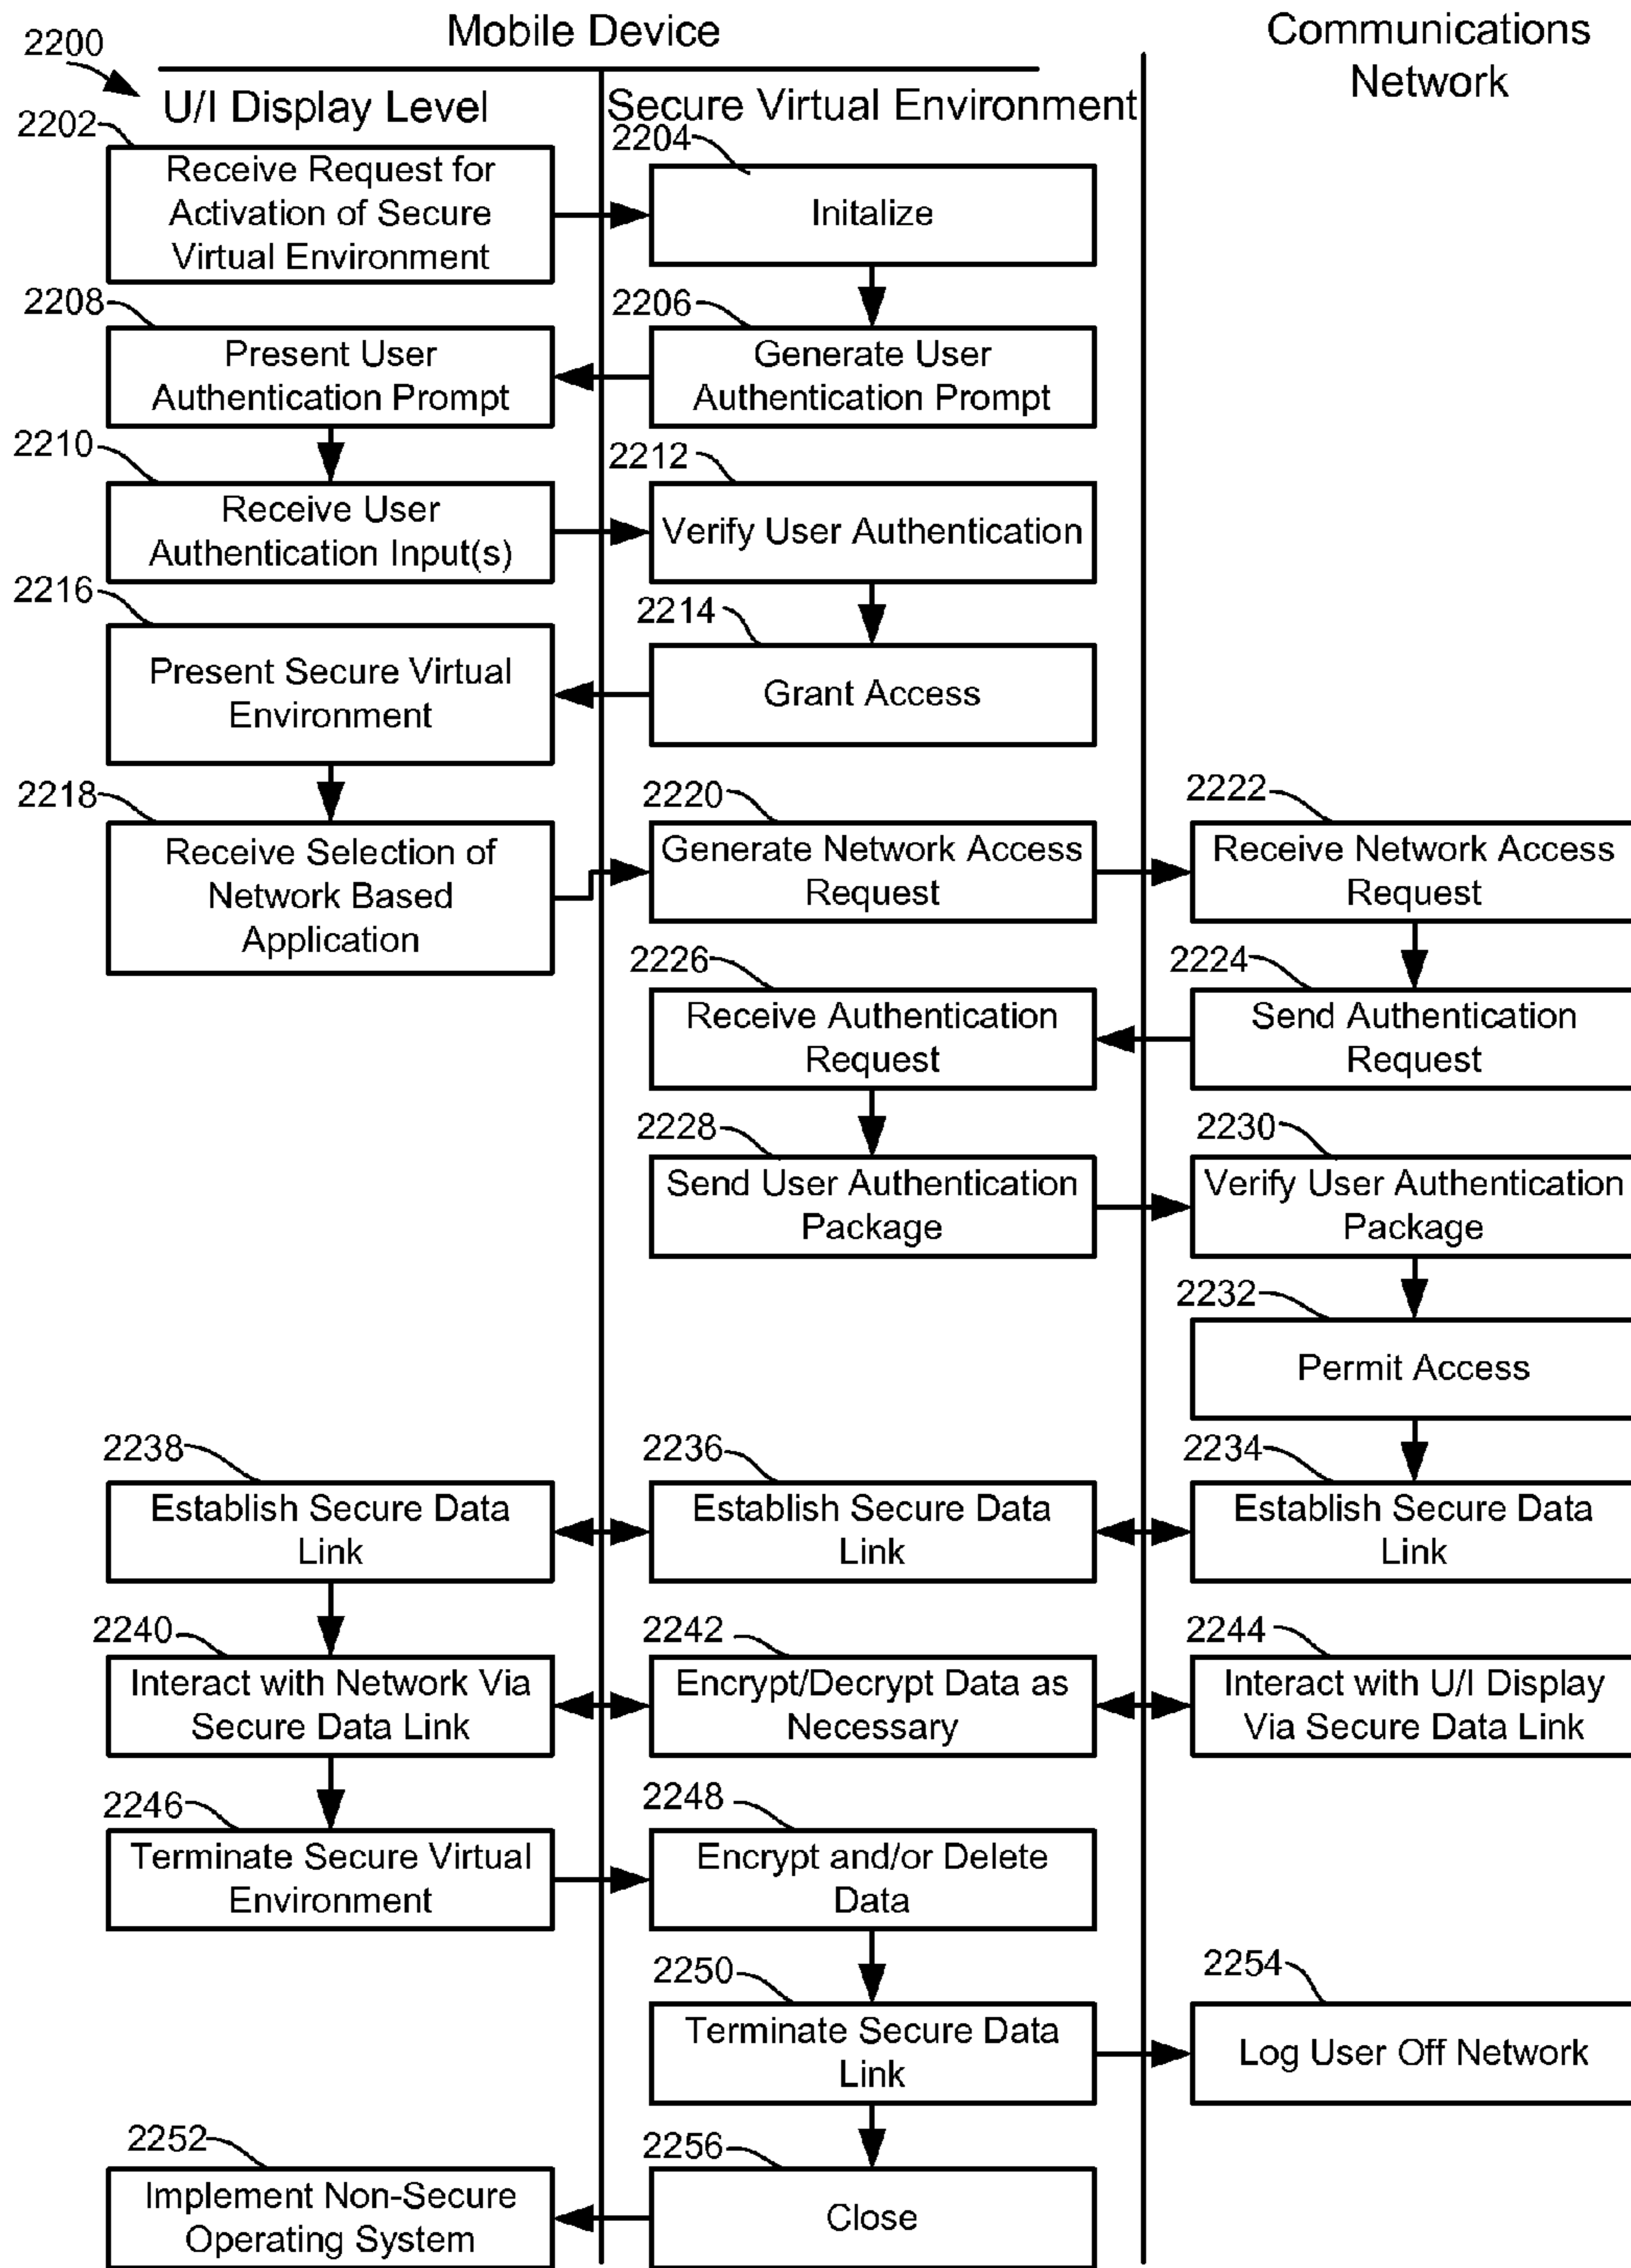 Mobile Device
Communications
Network
2200
U/I Display Level
Secure Virtual Environment
2202
Receive Request for
Activation of Secure
Virtual Environment
2204
Initalize
2208
Present User
Authentication Prompt
2206
Generate User
Authentication Prompt
2210
Receive User
Authentication Input(s)
2212
Verify User Authentication
2216
Present Secure Virtual
Environment
2214
Grant Access
2218
Receive Selection of
Network Based
Application
2220
Generate Network Access
Request
2222
Receive Network Access
Request
2226
Receive Authentication
Request
2224
Send Authentication
Request
2228
Send User Authentication
Package
2230
Verify User Authentication
Package
2232
Permit Access
2238
Establish Secure Data
Link
2236
Establish Secure Data
Link
2234
Establish Secure Data
Link
2240
Interact with Network Via
Secure Data Link
2242
Encrypt/Decrypt Data as
Necessary
2244
Interact with U/I Display
Via Secure Data Link
2246
Terminate Secure Virtual
Environment
2248
Encrypt and/or Delete
Data
2250
Terminate Secure Data
Link
2254
Log User Off Network
2252
Implement Non-Secure
Operating System
2256
Close